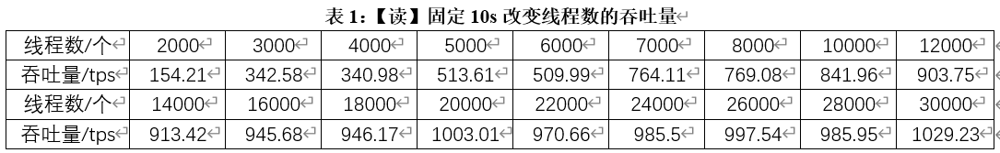 表 1：【读】固定 10s 改变线程数的吞吐量
线程数/个 2000 3000 4000 5000 6000 7000 8000 10000 12000
吞吐量/tps 154.21 342.58 340.98 513.61 509.99 764.11 769.08 841.96 903.75
线程数/个 14000 16000 18000 20000 22000 24000 26000 28000 30000
吞吐量/tps 913.42 945.68 946.17 1003.01 970.66 985.5 997.54 985.95 1029.23